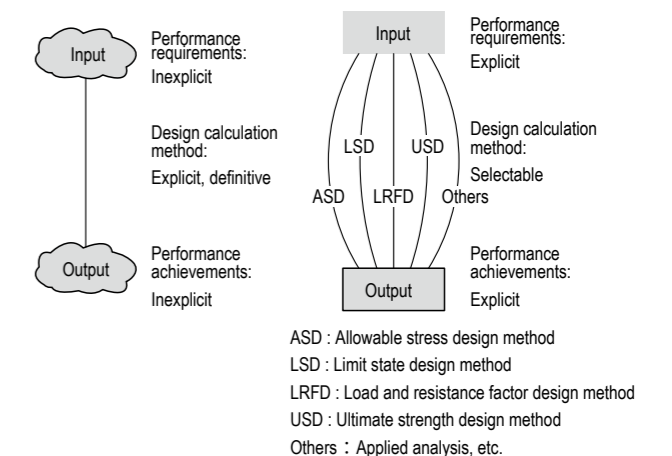 Input
Performance
requirements:
Inexplicit
Design calculation
method:
Explicit, definitive
Output
Performance
achievements:
Inexplicit
Input
Performance
requirements:
Explicit
LSD
USD
ASD
LRFD
Others
Design calculation
method:
Selectable
Output
Performance
achievements:
Explicit
ASD : Allowable stress design method
LSD : Limit state design method
LRFD : Load and resistance factor design method
USD : Ultimate strength design method
Others : Applied analysis, etc.